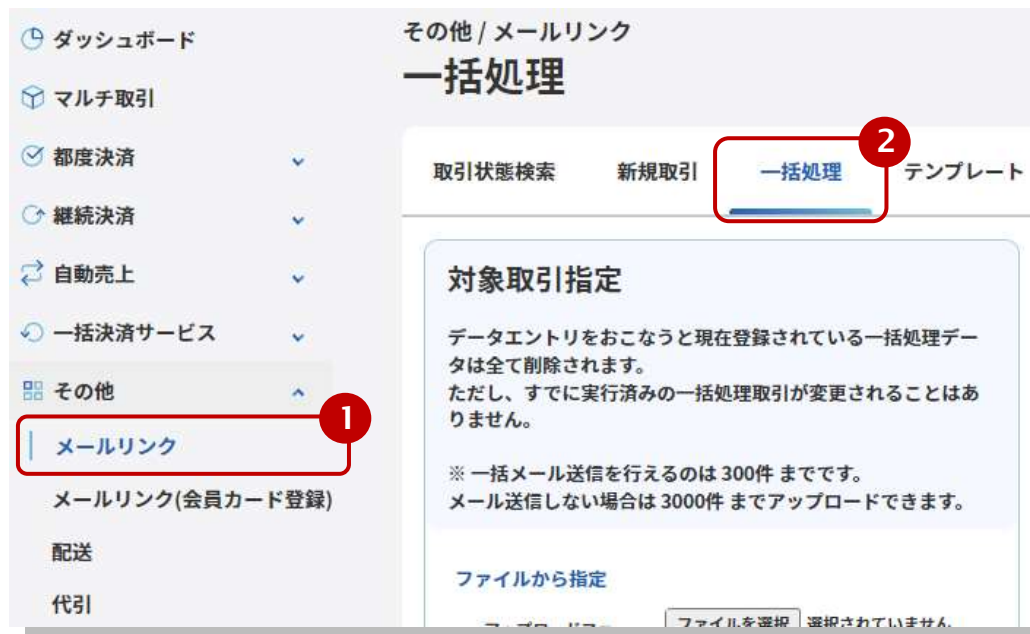 ダッシュボード
マルチ取引
都度決済
継続決済
自動売上
一括決済サービス
その他
1
メールリンク
メールリンク(会員カード登録)
配送
代引
その他 / メールリンク
一括処理
2
取引状態検索 新規取引 一括処理 テンプレート
対象取引指定
データエントリをおこなうと現在登録されている一括処理デー
タは全て削除されます。
ただし、すでに実行済みの一括処理取引が変更されることはあ
りません。
※ 一括メール送信を行えるのは 300件 までです。
メール送信しない場合は 3000件 までアップロードできます。
ファイルから指定
ファイルを選択 選択されていません